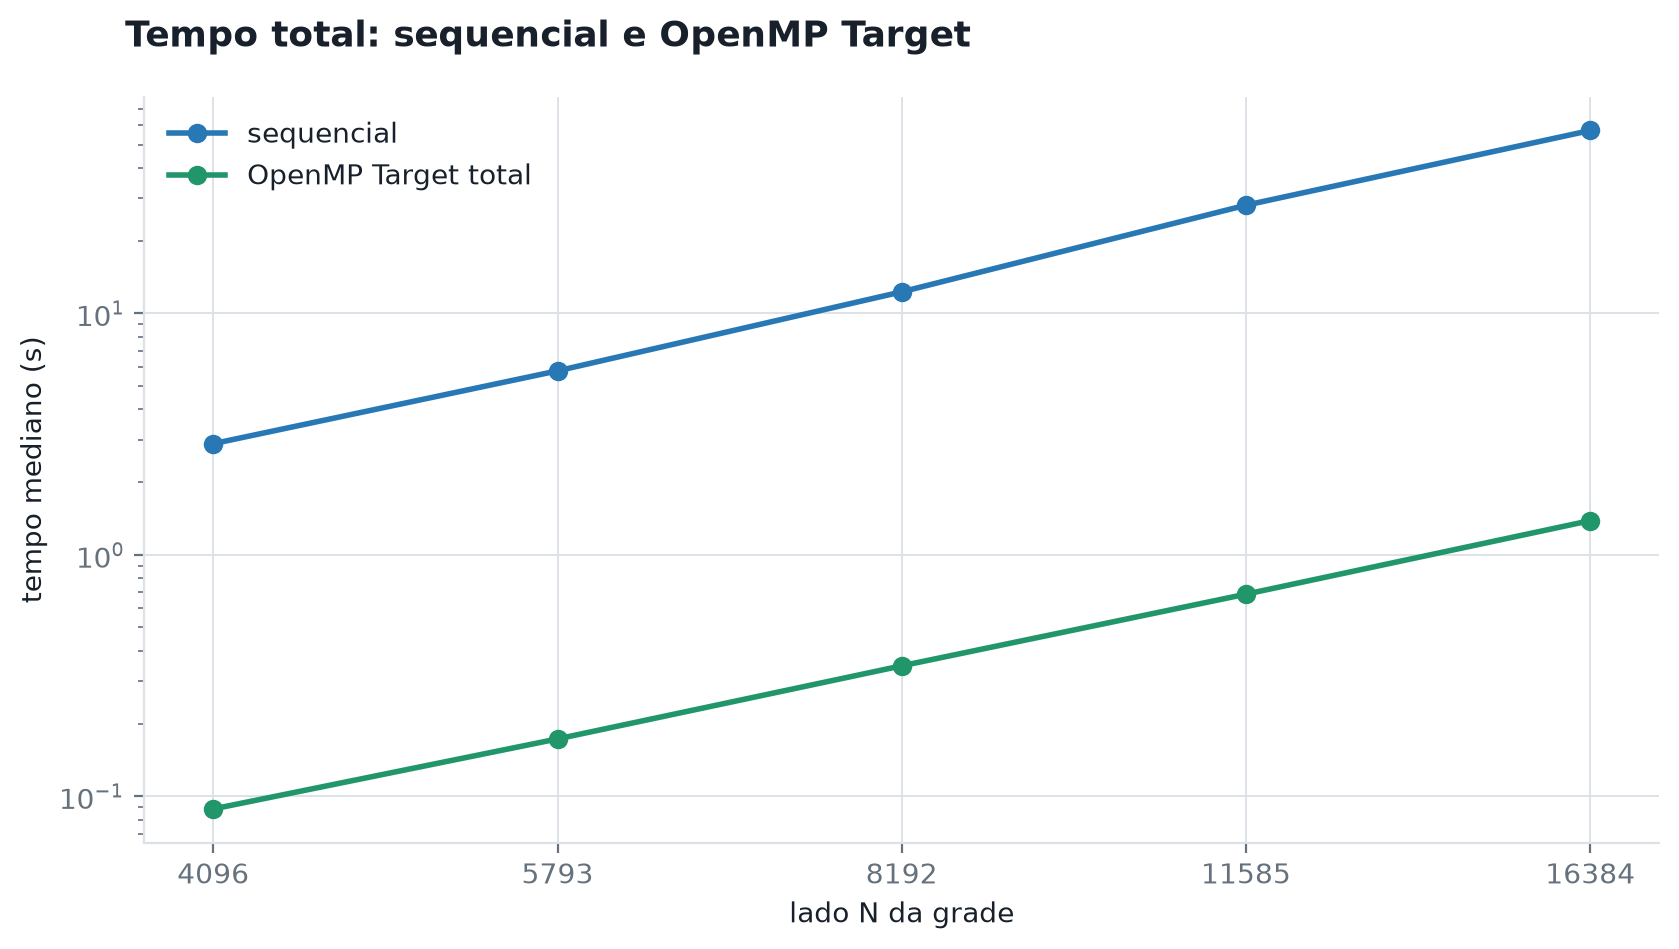 Tempo total: sequencial e OpenMP Target
sequencial
OpenMP Target total
tempo mediano (s)
10¹
10⁰
10⁻¹
4096 5793 8192 11585 16384
lado N da grade